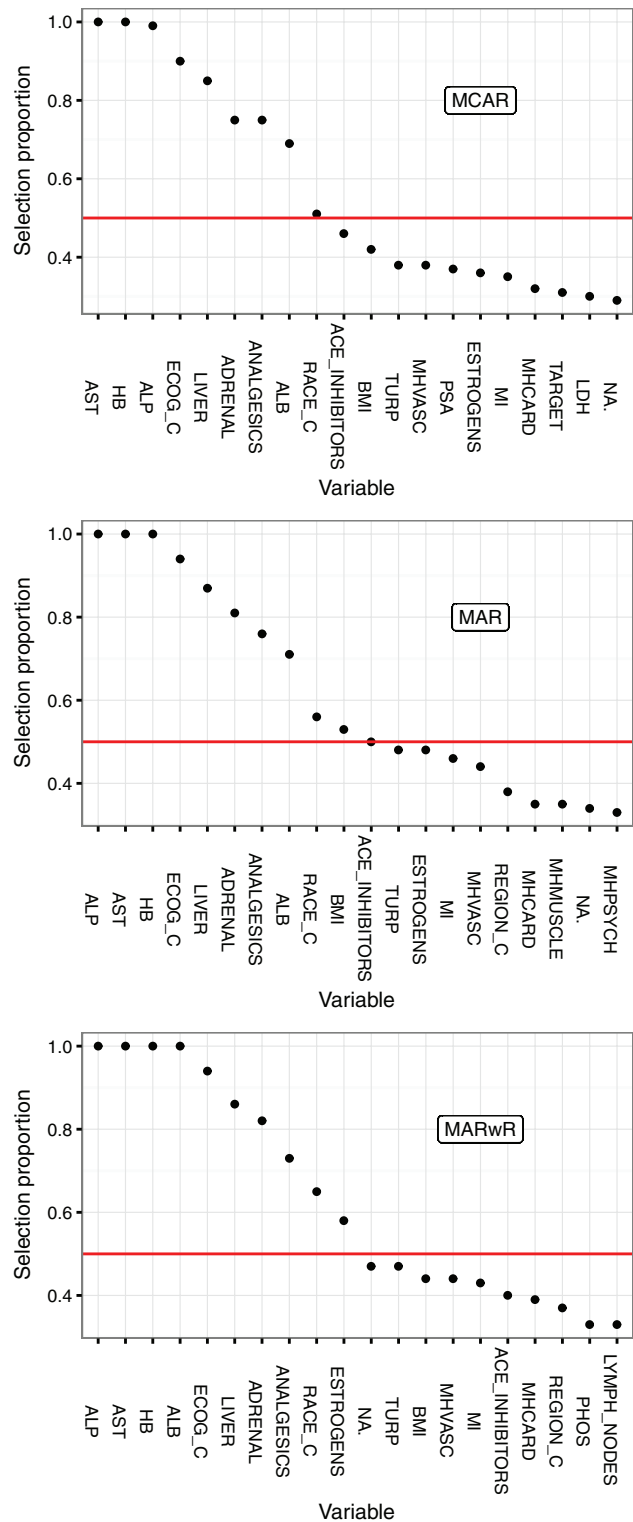 1.0
0.8
0.6
0.4
Selection proportion
MCAR
AST
HB
ALP
ECOG_C
LIVER
ADRENAL
ANALGESICS
ALB
RACE_C
ACE_INHIBITORS
BMI
TURP
MHVASC
PSA
ESTROGENS
MI
MHCARD
TARGET
LDH
NA.
Variable
1.0
0.8
0.6
0.4
Selection proportion
MAR
ALP
AST
HB
ECOG_C
LIVER
ADRENAL
ANALGESICS
ALB
RACE_C
BMI
ACE_INHIBITORS
TURP
ESTROGENS
MI
MHVASC
REGION_C
MHCARD
MHMUSCLE
NA.
MHPSYCH
Variable
1.0
0.8
0.6
0.4
Selection proportion
MARwR
ALP
AST
HB
ALB
ECOG_C
LIVER
ADRENAL
ANALGESICS
RACE_C
ESTROGENS
NA.
TURP
BMI
MHVASC
MI
ACE_INHIBITORS
MHCARD
REGION_C
PHOS
LYMPH_NODES
Variable